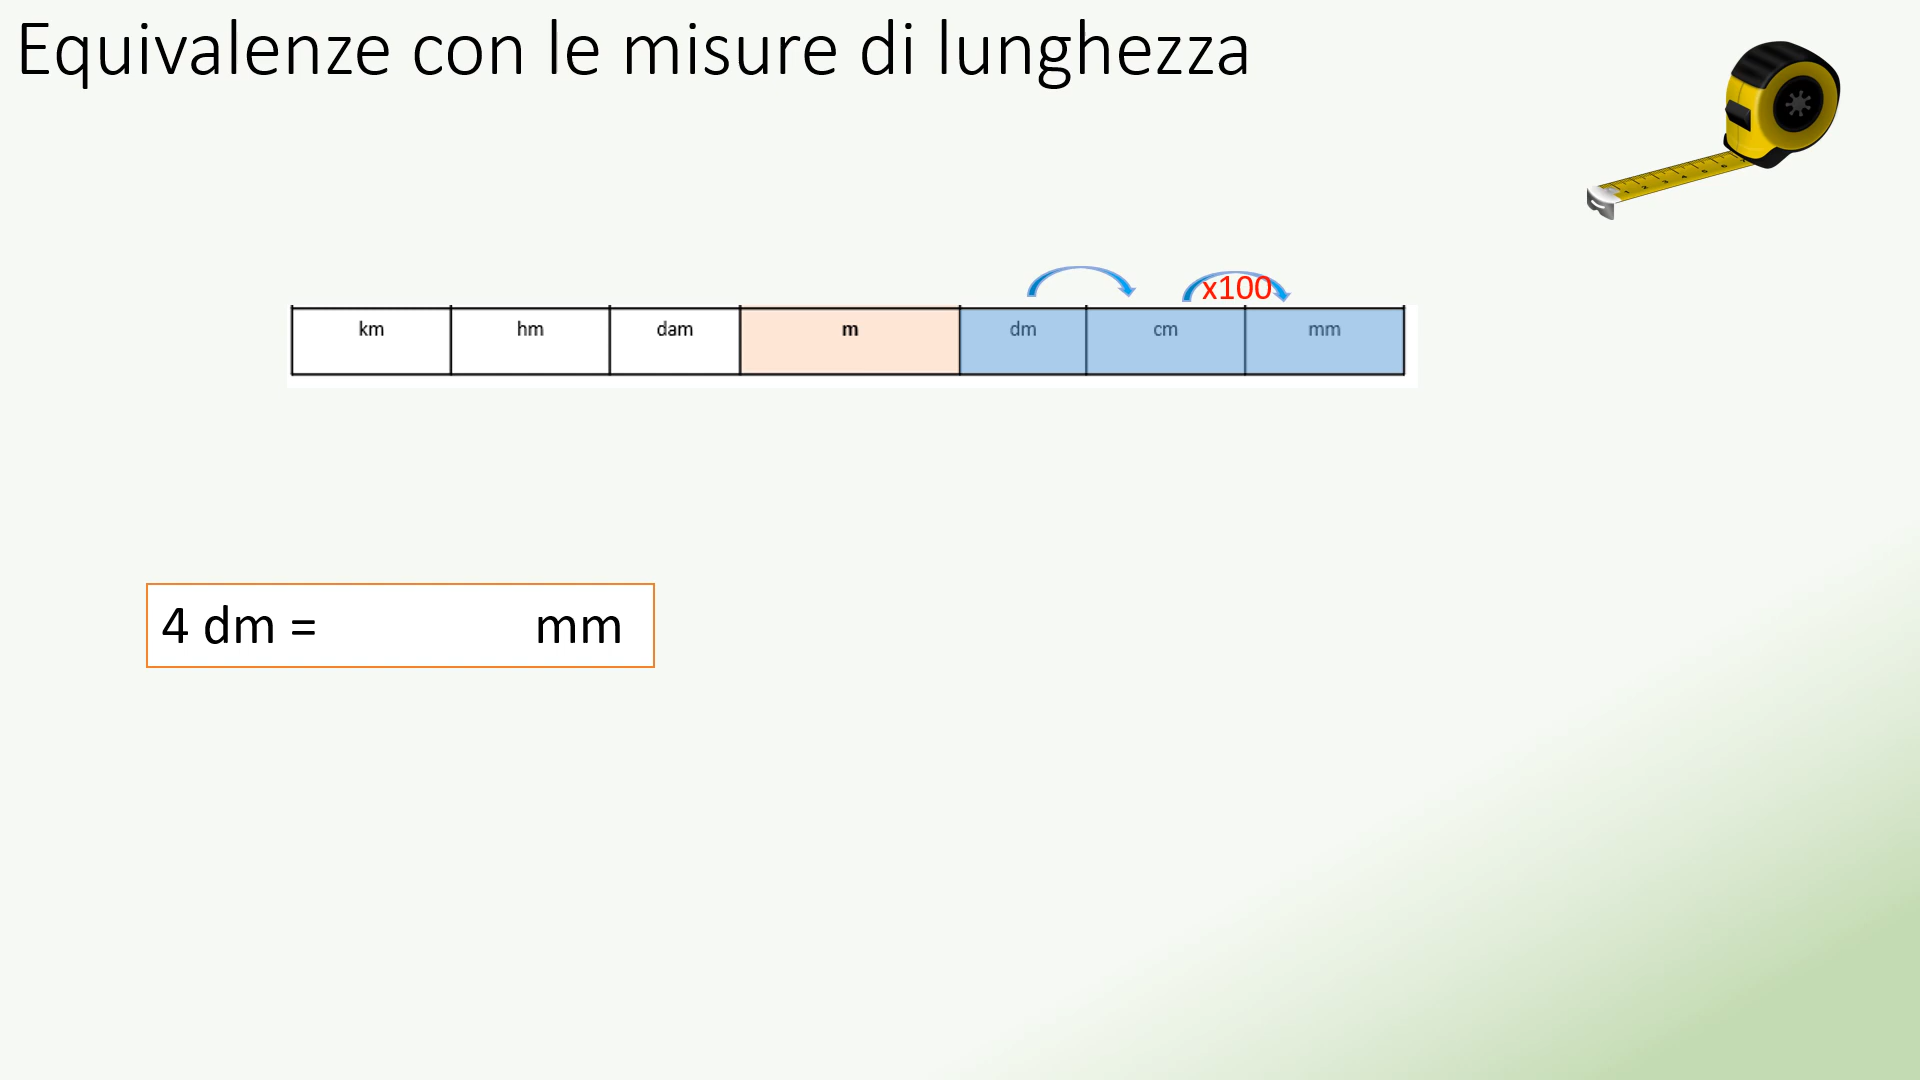 Equivalenze con le misure di lunghezza
x100
km hm dam m dm cm mm
4 dm = mm